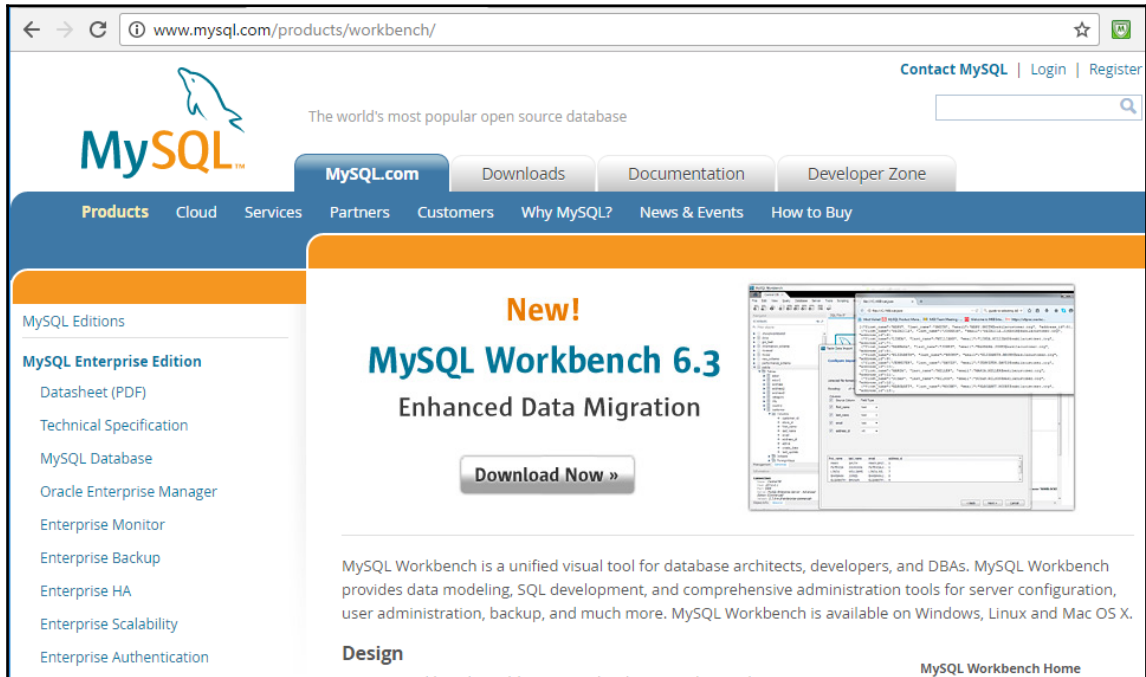 www.mysql.com/products/workbench/
Contact MySQL | Login | Register
MySQL™
The world's most popular open source database
MySQL.com Downloads Documentation Developer Zone
Products Cloud Services Partners Customers Why MySQL? News & Events How to Buy
MySQL Editions
MySQL Enterprise Edition
Datasheet (PDF)
Technical Specification
MySQL Database
Oracle Enterprise Manager
Enterprise Monitor
Enterprise Backup
Enterprise HA
Enterprise Scalability
Enterprise Authentication
New!
MySQL Workbench 6.3
Enhanced Data Migration
Download Now »
MySQL Workbench is a unified visual tool for database architects, developers, and DBAs. MySQL Workbench
provides data modeling, SQL development, and comprehensive administration tools for server configuration,
user administration, backup, and much more. MySQL Workbench is available on Windows, Linux and Mac OS X.
Design
MySQL Workbench Home